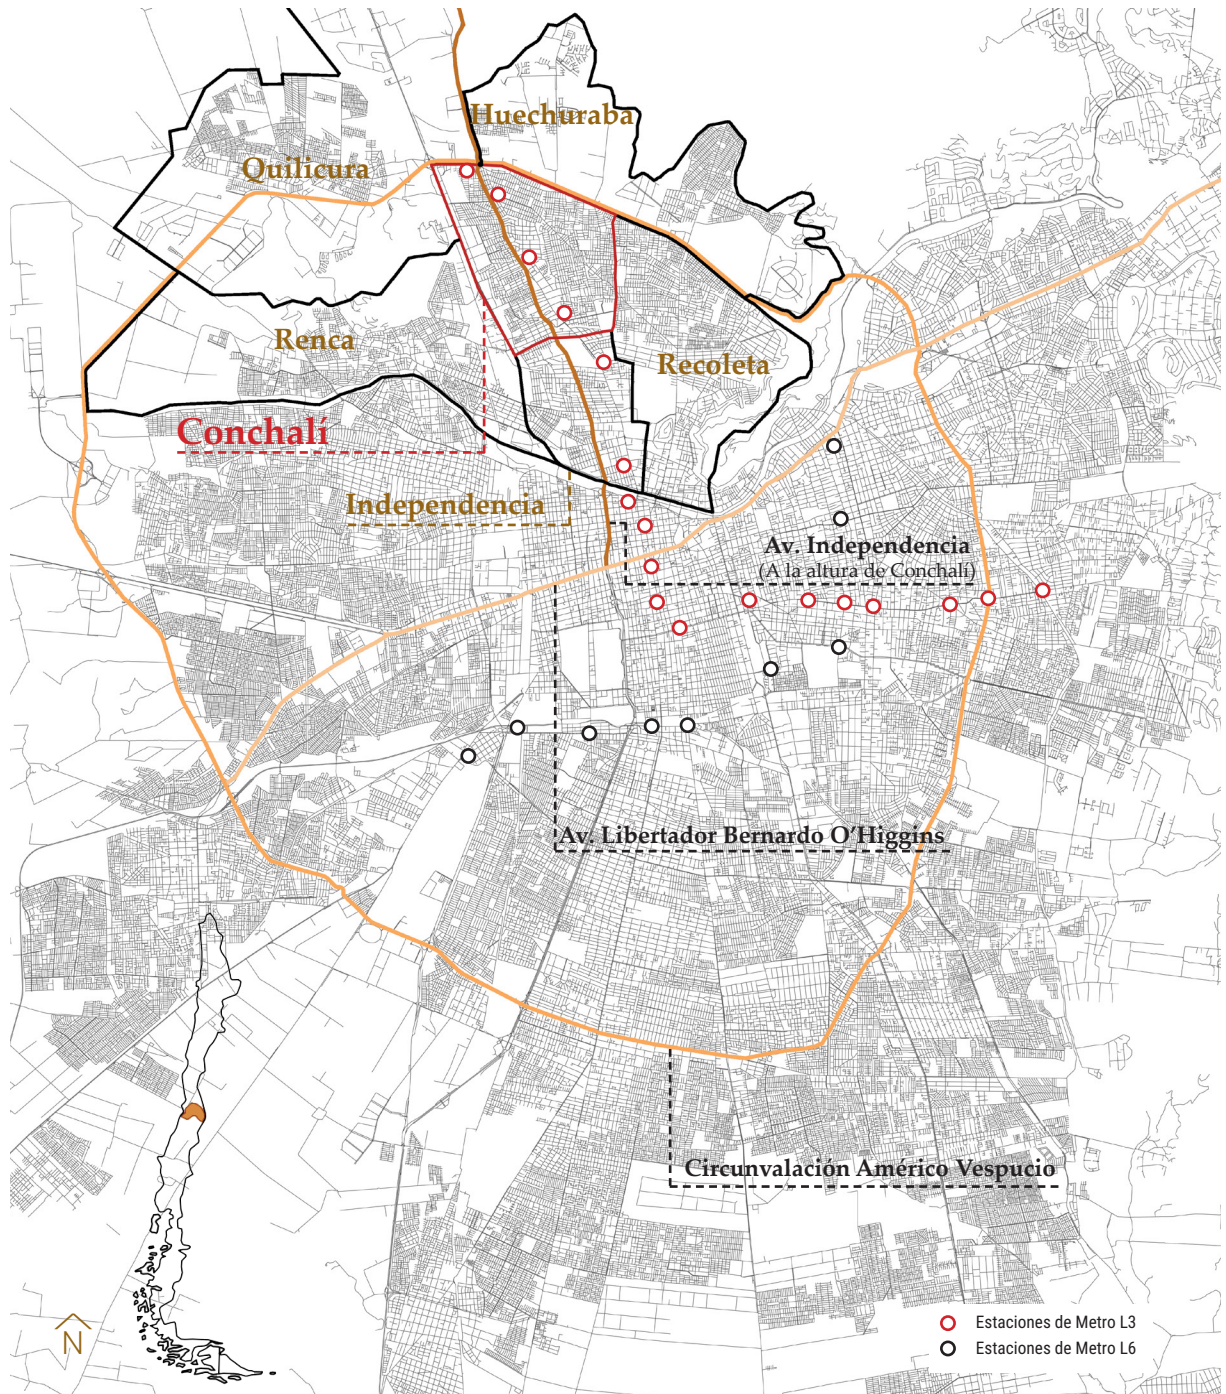 Huechuraba
Quilicura
Renca
Recoleta
Conchalí
Independencia
Av. Independencia
(A la altura de Conchalí)
Av. Libertador Bernardo O'Higgins
Circunvalación Américo Vespucio
N
Estaciones de Metro L3
Estaciones de Metro L6